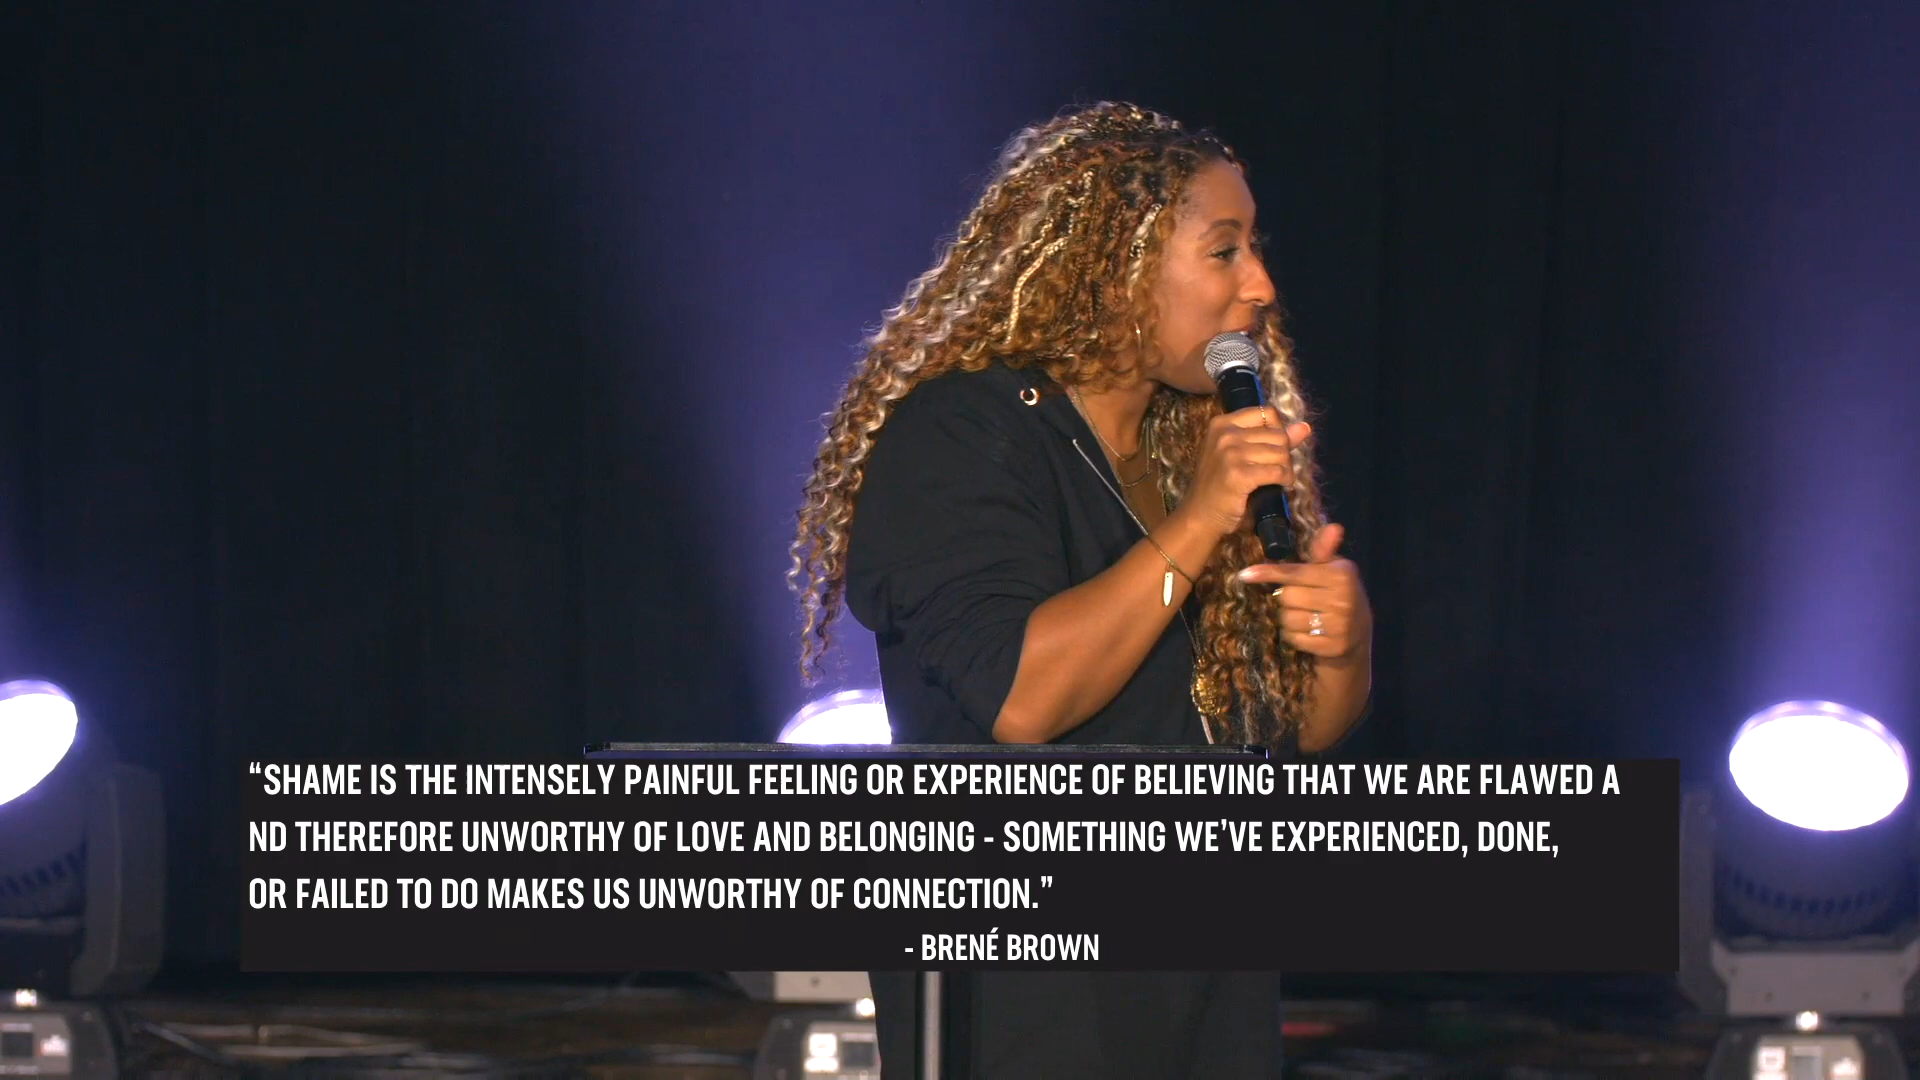 “SHAME IS THE INTENSELY PAINFUL FEELING OR EXPERIENCE OF BELIEVING THAT WE ARE FLAWED A
ND THEREFORE UNWORTHY OF LOVE AND BELONGING - SOMETHING WE’VE EXPERIENCED, DONE,
OR FAILED TO DO MAKES US UNWORTHY OF CONNECTION.”
- BRENÉ BROWN